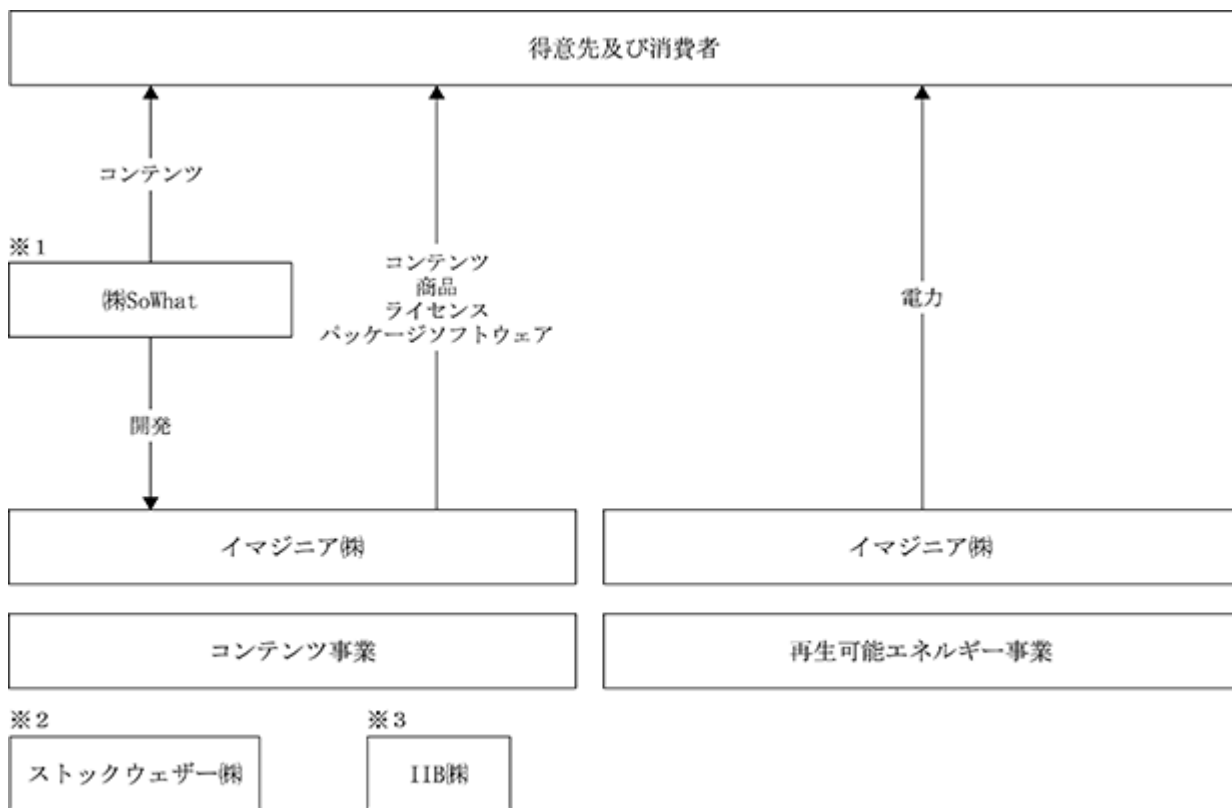 得意先及び消費者
コンテンツ
※1
㈱SoWhat
コンテンツ
商品
ライセンス
パッケージソフトウェア
電力
開発
イマジニア㈱
イマジニア㈱
コンテンツ事業
再生可能エネルギー事業
※2
※3
ストックウェザー㈱
IIB㈱